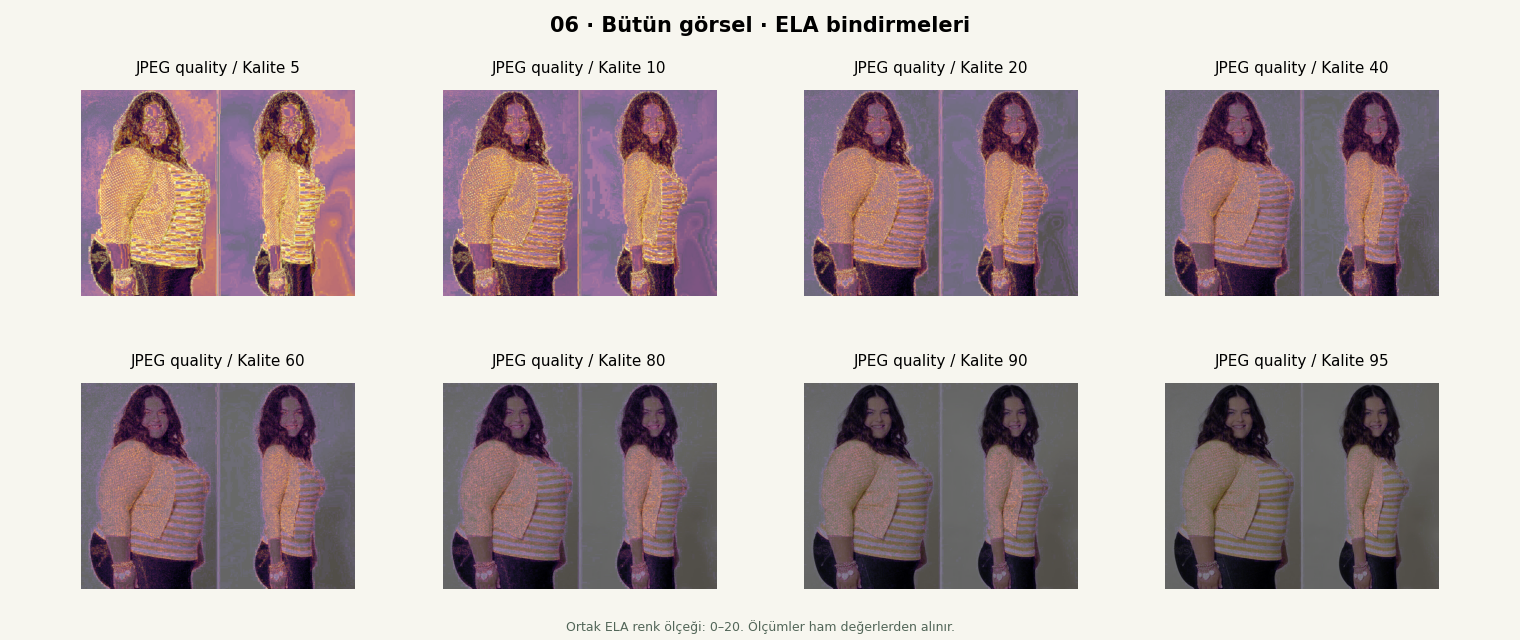 06 · Bütün görsel · ELA bindirmeleri
JPEG quality / Kalite 5
JPEG quality / Kalite 10
JPEG quality / Kalite 20
JPEG quality / Kalite 40
JPEG quality / Kalite 60
JPEG quality / Kalite 80
JPEG quality / Kalite 90
JPEG quality / Kalite 95
Ortak ELA renk ölçeği: 0–20. Ölçümler ham değerlerden alınır.